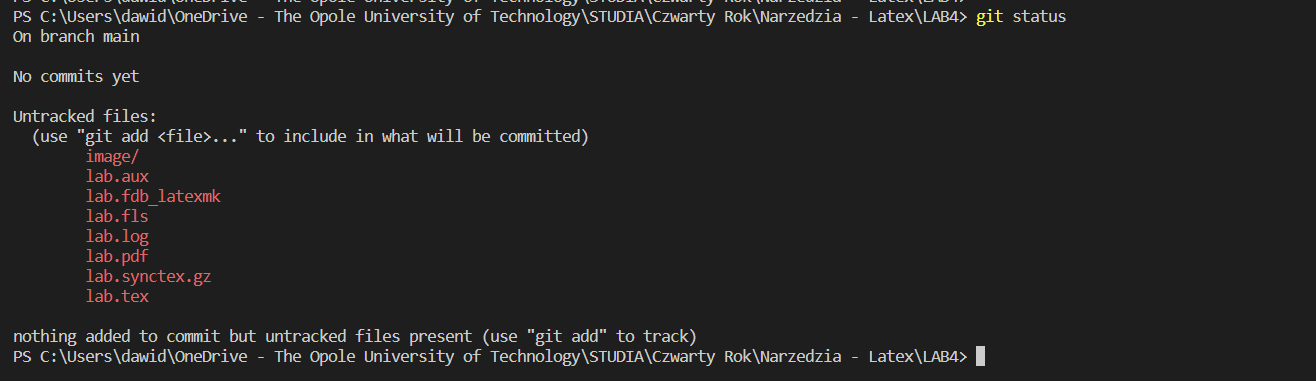 PS C:\Users\dawid\OneDrive - The Opole University of Technology\STUDIA\Czwarty Rok\Narzedzia - Latex\LAB4> git status
On branch main
No commits yet
Untracked files:
  (use "git add <file>..." to include in what will be committed)
        image/
        lab.aux
        lab.fdb_latexmk
        lab.fls
        lab.log
        lab.pdf
        lab.synctex.gz
        lab.tex
nothing added to commit but untracked files present (use "git add" to track)
PS C:\Users\dawid\OneDrive - The Opole University of Technology\STUDIA\Czwarty Rok\Narzedzia - Latex\LAB4>